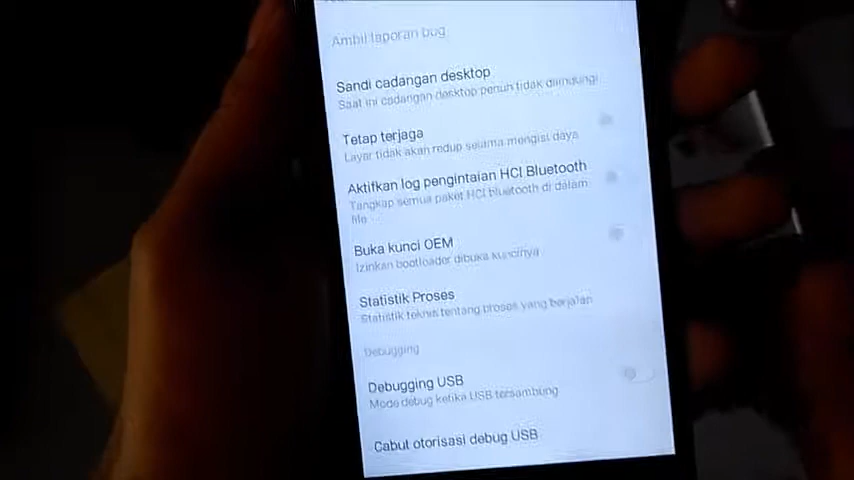 Ambil laporan bug
Sandi cadangan desktop
Saat ini cadangan desktop penuh tidak dilindungi
Tetap terjaga
Layar tidak akan redup selama mengisi daya
Aktifkan log pengintaian HCI Bluetooth
Tangkap semua paket HCI bluetooth di dalam
file
Buka kunci OEM
Izinkan bootloader dibuka kuncinya
Statistik Proses
Statistik teknis tentang proses yang berjalan
Debugging
Debugging USB
Mode debug ketika USB tersambung
Cabut otorisasi debug USB